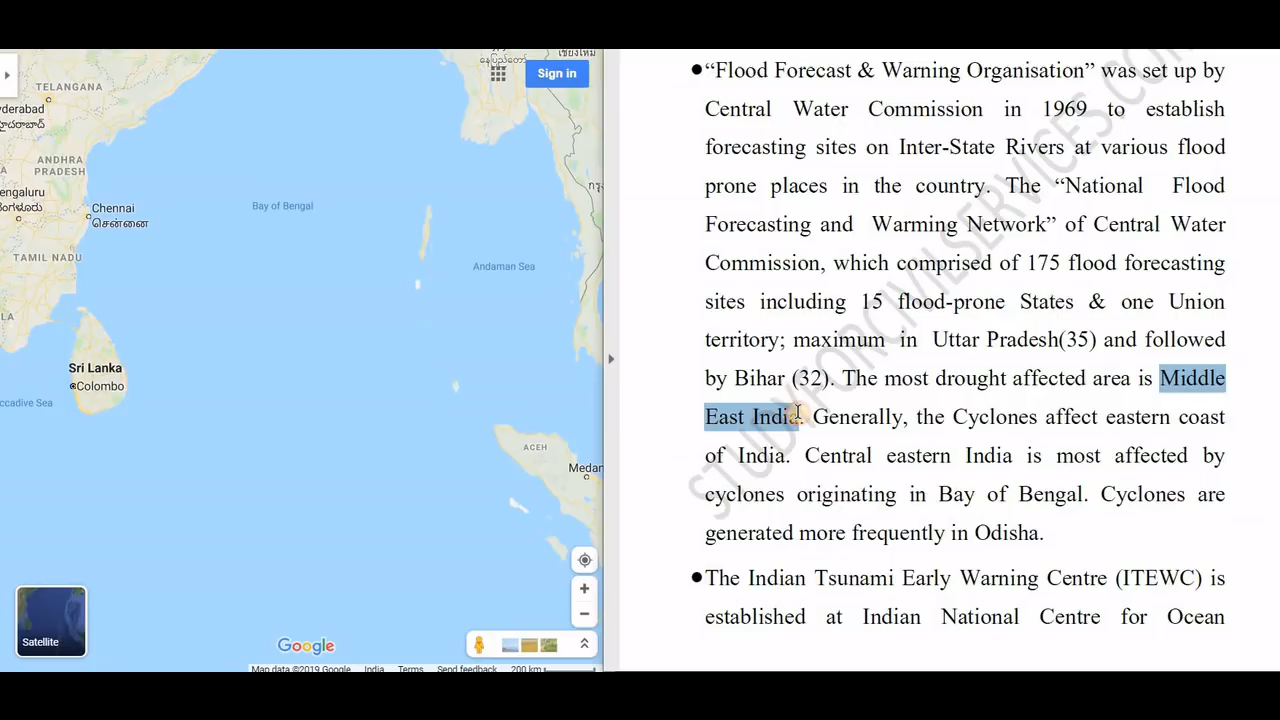 TELANGANA
yderabad
ANDHRA
PRADESH
engaluru
Chennai
சென்னை
TAMIL NADU
LA
Sri Lanka
Colombo
ccadive Sea
Bay of Bengal
Andaman Sea
Sign in
ACEH
Medan
Satellite
Google
Map data ©2019 Google India Terms Send feedback 200 km
●“Flood Forecast & Warning Organisation” was set up by
Central Water Commission in 1969 to establish
forecasting sites on Inter-State Rivers at various flood
prone places in the country. The “National Flood
Forecasting and Warming Network” of Central Water
Commission, which comprised of 175 flood forecasting
sites including 15 flood-prone States & one Union
territory; maximum in Uttar Pradesh(35) and followed
by Bihar (32). The most drought affected area is Middle
East India. Generally, the Cyclones affect eastern coast
of India. Central eastern India is most affected by
cyclones originating in Bay of Bengal. Cyclones are
generated more frequently in Odisha.
●The Indian Tsunami Early Warning Centre (ITEWC) is
established at Indian National Centre for Ocean
STUDYFORCIVILSERVICES.COM